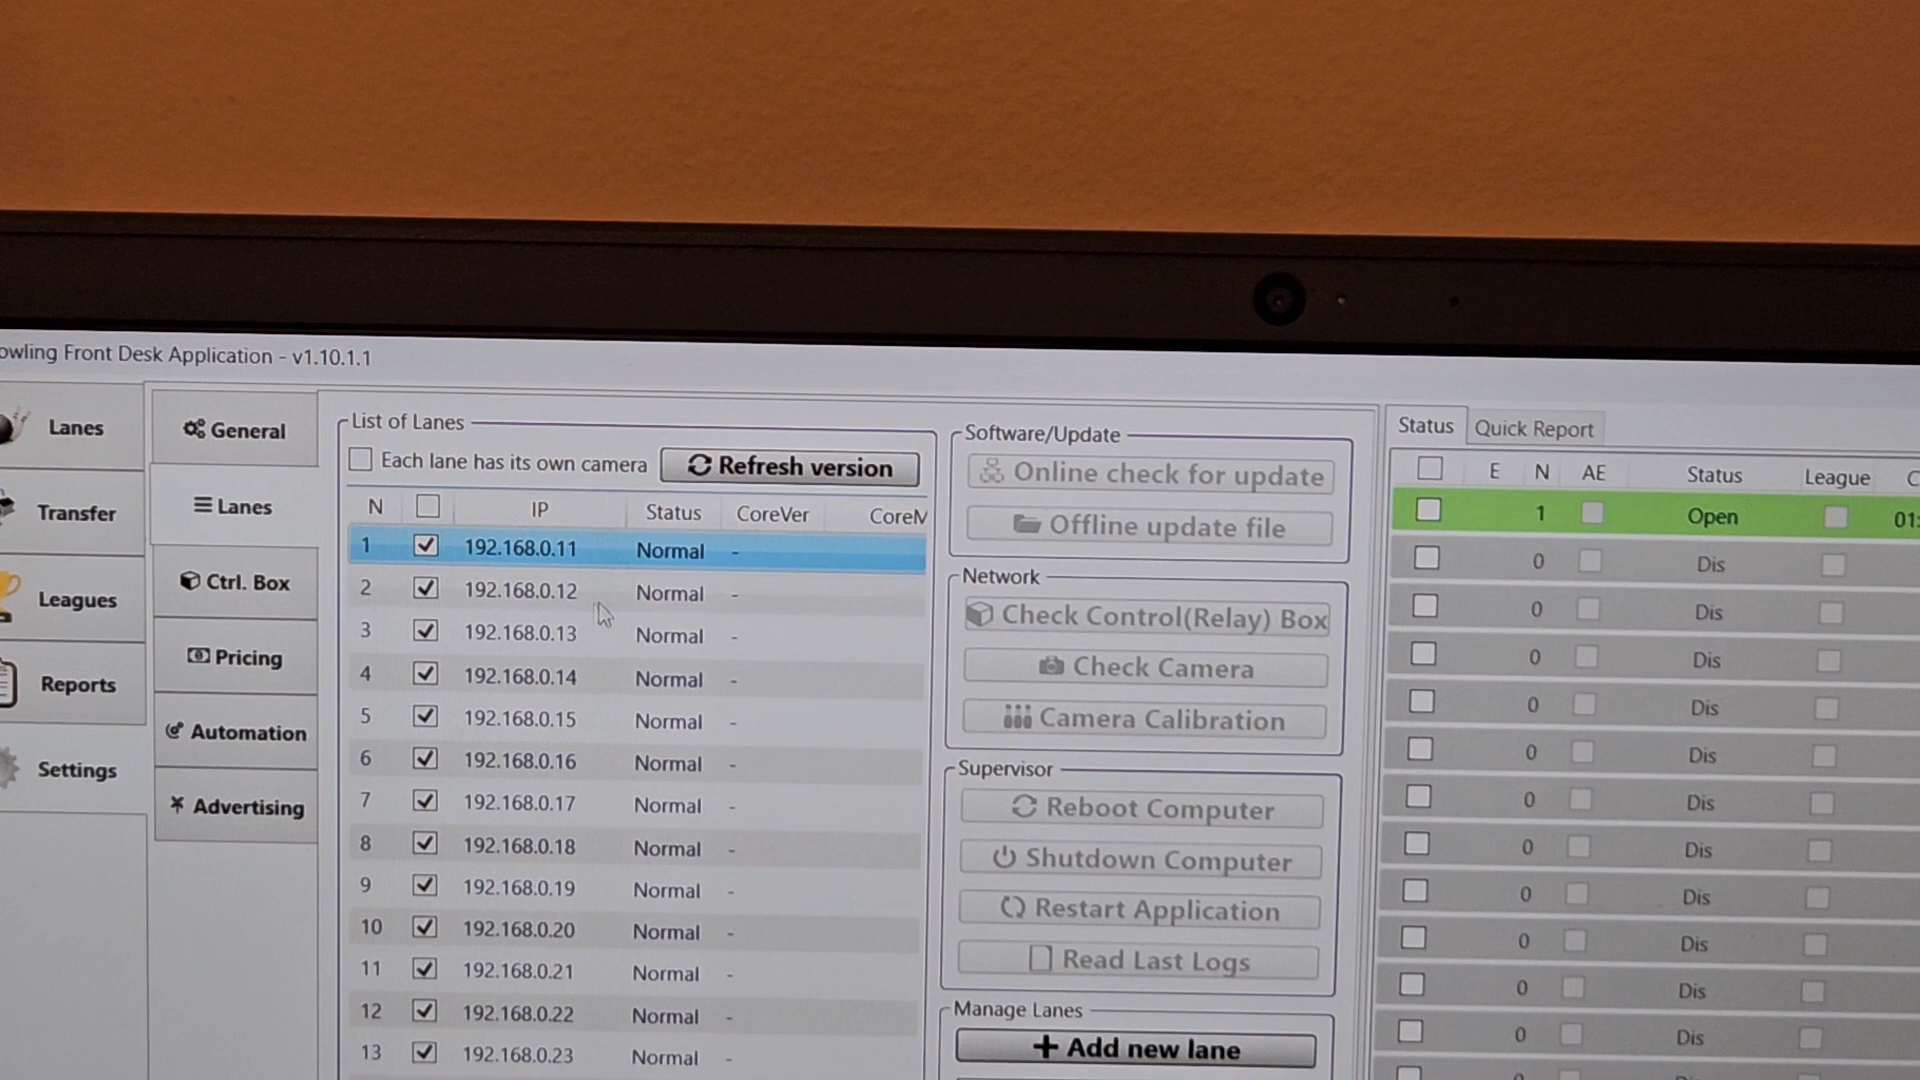 owling Front Desk Application - v1.10.1.1
Lanes
Transfer
Leagues
Reports
Settings
General
Lanes
Ctrl. Box
Pricing
Automation
Advertising
List of Lanes
Each lane has its own camera
Refresh version
N IP Status CoreVer CoreM
1 192.168.0.11 Normal -
2 192.168.0.12 Normal -
3 192.168.0.13 Normal -
4 192.168.0.14 Normal -
5 192.168.0.15 Normal -
6 192.168.0.16 Normal -
7 192.168.0.17 Normal -
8 192.168.0.18 Normal -
9 192.168.0.19 Normal -
10 192.168.0.20 Normal -
11 192.168.0.21 Normal -
12 192.168.0.22 Normal -
13 192.168.0.23 Normal -
Software/Update
Online check for update
Offline update file
Network
Check Control(Relay) Box
Check Camera
Camera Calibration
Supervisor
Reboot Computer
Shutdown Computer
Restart Application
Read Last Logs
Manage Lanes
+ Add new lane
Status Quick Report
E N AE Status League C
1 Open 01:
0 Dis
0 Dis
0 Dis
0 Dis
0 Dis
0 Dis
0 Dis
0 Dis
0 Dis
0 Dis
0 Dis